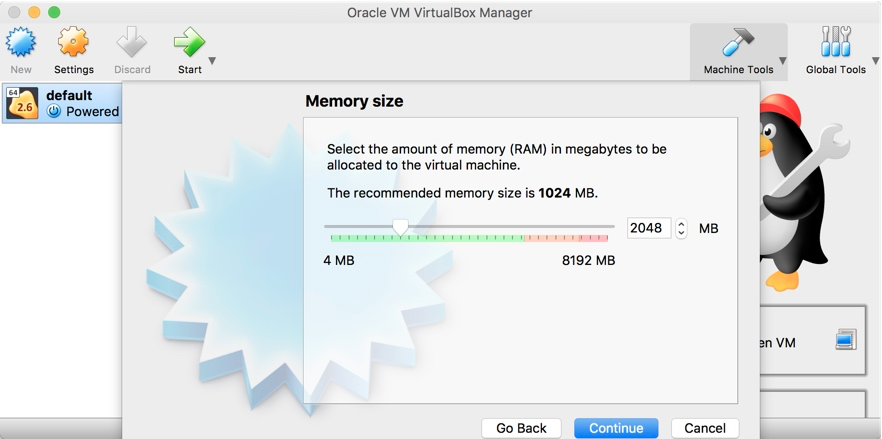 Oracle VM VirtualBox Manager
New
Settings
Discard
Start
Machine Tools
Global Tools
64
2.6
default
Powered
Memory size
Select the amount of memory (RAM) in megabytes to be
allocated to the virtual machine.
The recommended memory size is 1024 MB.
2048 MB
4 MB
8192 MB
en VM
Go Back
Continue
Cancel